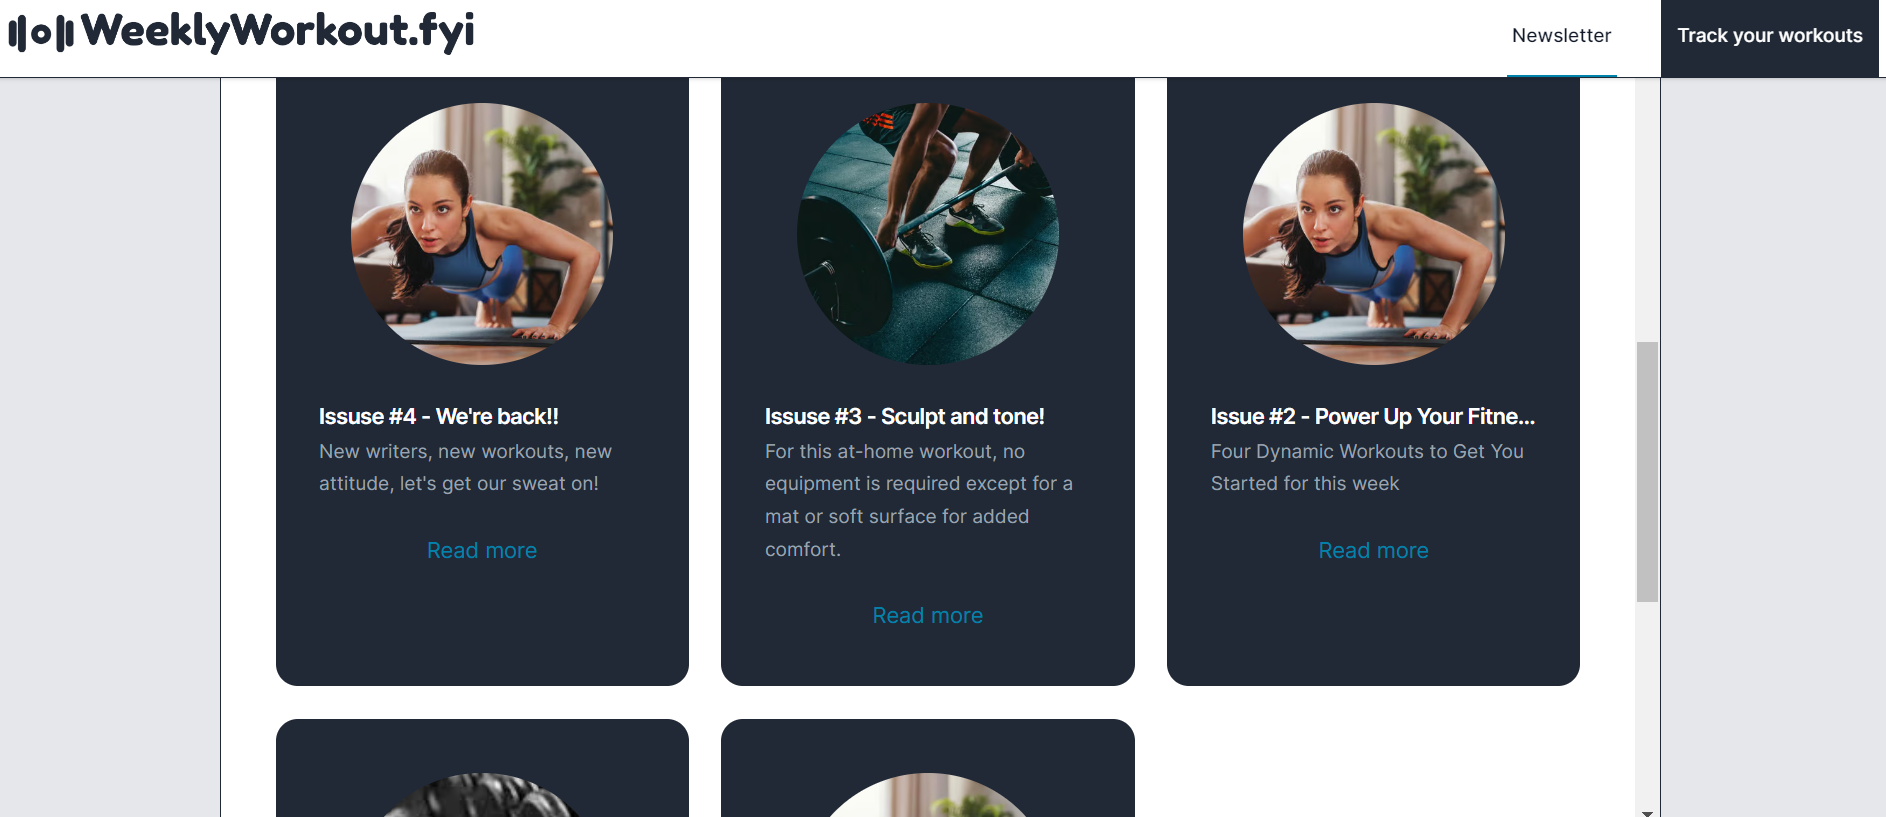 WeeklyWorkout.fyi
Newsletter
Track your workouts
Issuse #4 - We're back!!
New writers, new workouts, new
attitude, let's get our sweat on!
Read more
Issuse #3 - Sculpt and tone!
For this at-home workout, no
equipment is required except for a
mat or soft surface for added
comfort.
Read more
Issue #2 - Power Up Your Fitne...
Four Dynamic Workouts to Get You
Started for this week
Read more